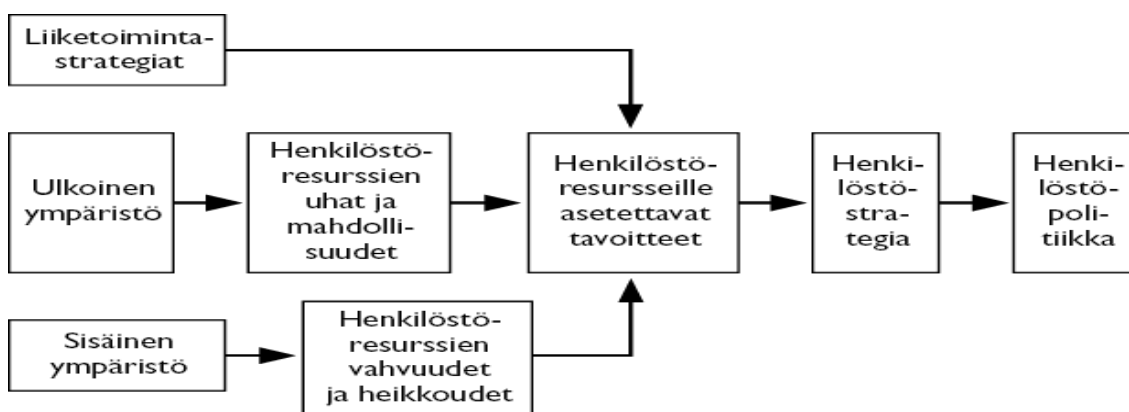 Liiketoiminta-
strategiat
Ulkoinen
ympäristö
Henkilöstö-
resurssien
uhat ja
mahdolli-
suudet
Henkilöstö-
resursseille
asetettavat
tavoitteet
Henki-
löstö-
stra-
tegia
Henki-
löstö-
poli-
tiikka
Sisäinen
ympäristö
Henkilöstö-
resurssien
vahvuudet
ja heikkoudet